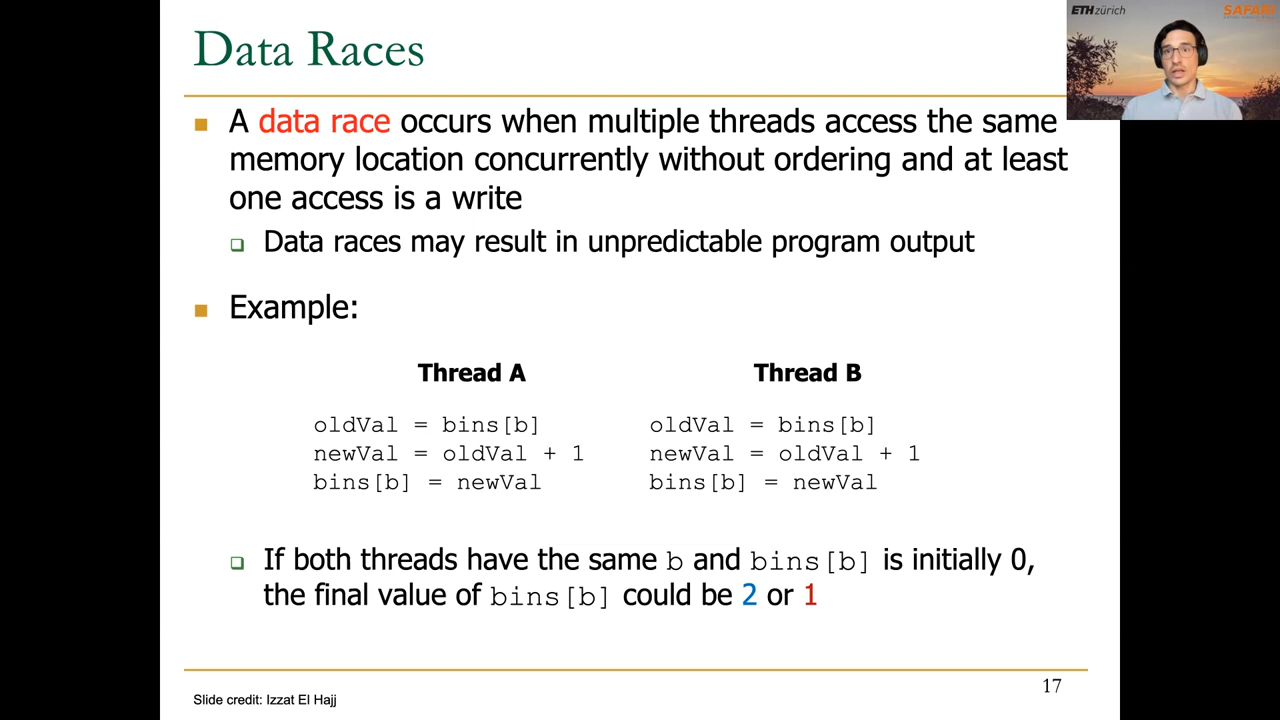 Data Races
ETHzürich
SAFARI
A data race occurs when multiple threads access the same
memory location concurrently without ordering and at least
one access is a write
Data races may result in unpredictable program output
Example:
Thread A
oldVal = bins[b]
newVal = oldVal + 1
bins[b] = newVal
Thread B
oldVal = bins[b]
newVal = oldVal + 1
bins[b] = newVal
If both threads have the same b and bins[b] is initially 0,
the final value of bins[b] could be 2 or 1
17
Slide credit: Izzat El Hajj